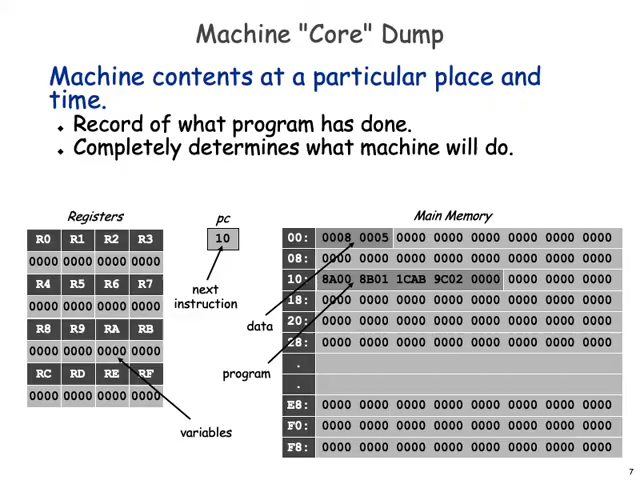 Machine "Core" Dump
Machine contents at a particular place and
time.
Record of what program has done.
Completely determines what machine will do.
Registers
pc
Main Memory
R0 R1 R2 R3
0000 0000 0000 0000
R4 R5 R6 R7
0000 0000 0000 0000
R8 R9 RA RB
0000 0000 0000 0000
RC RD RE RF
0000 0000 0000 0000
variables
10
next
instruction
data
program
00: 0008 0005 0000 0000 0000 0000 0000 0000
08: 0000 0000 0000 0000 0000 0000 0000 0000
10: 8A00 8B01 1CAB 9C02 0000 0000 0000 0000
18: 0000 0000 0000 0000 0000 0000 0000 0000
20: 0000 0000 0000 0000 0000 0000 0000 0000
28: 0000 0000 0000 0000 0000 0000 0000 0000
.
.
E8: 0000 0000 0000 0000 0000 0000 0000 0000
F0: 0000 0000 0000 0000 0000 0000 0000 0000
F8: 0000 0000 0000 0000 0000 0000 0000 0000
7